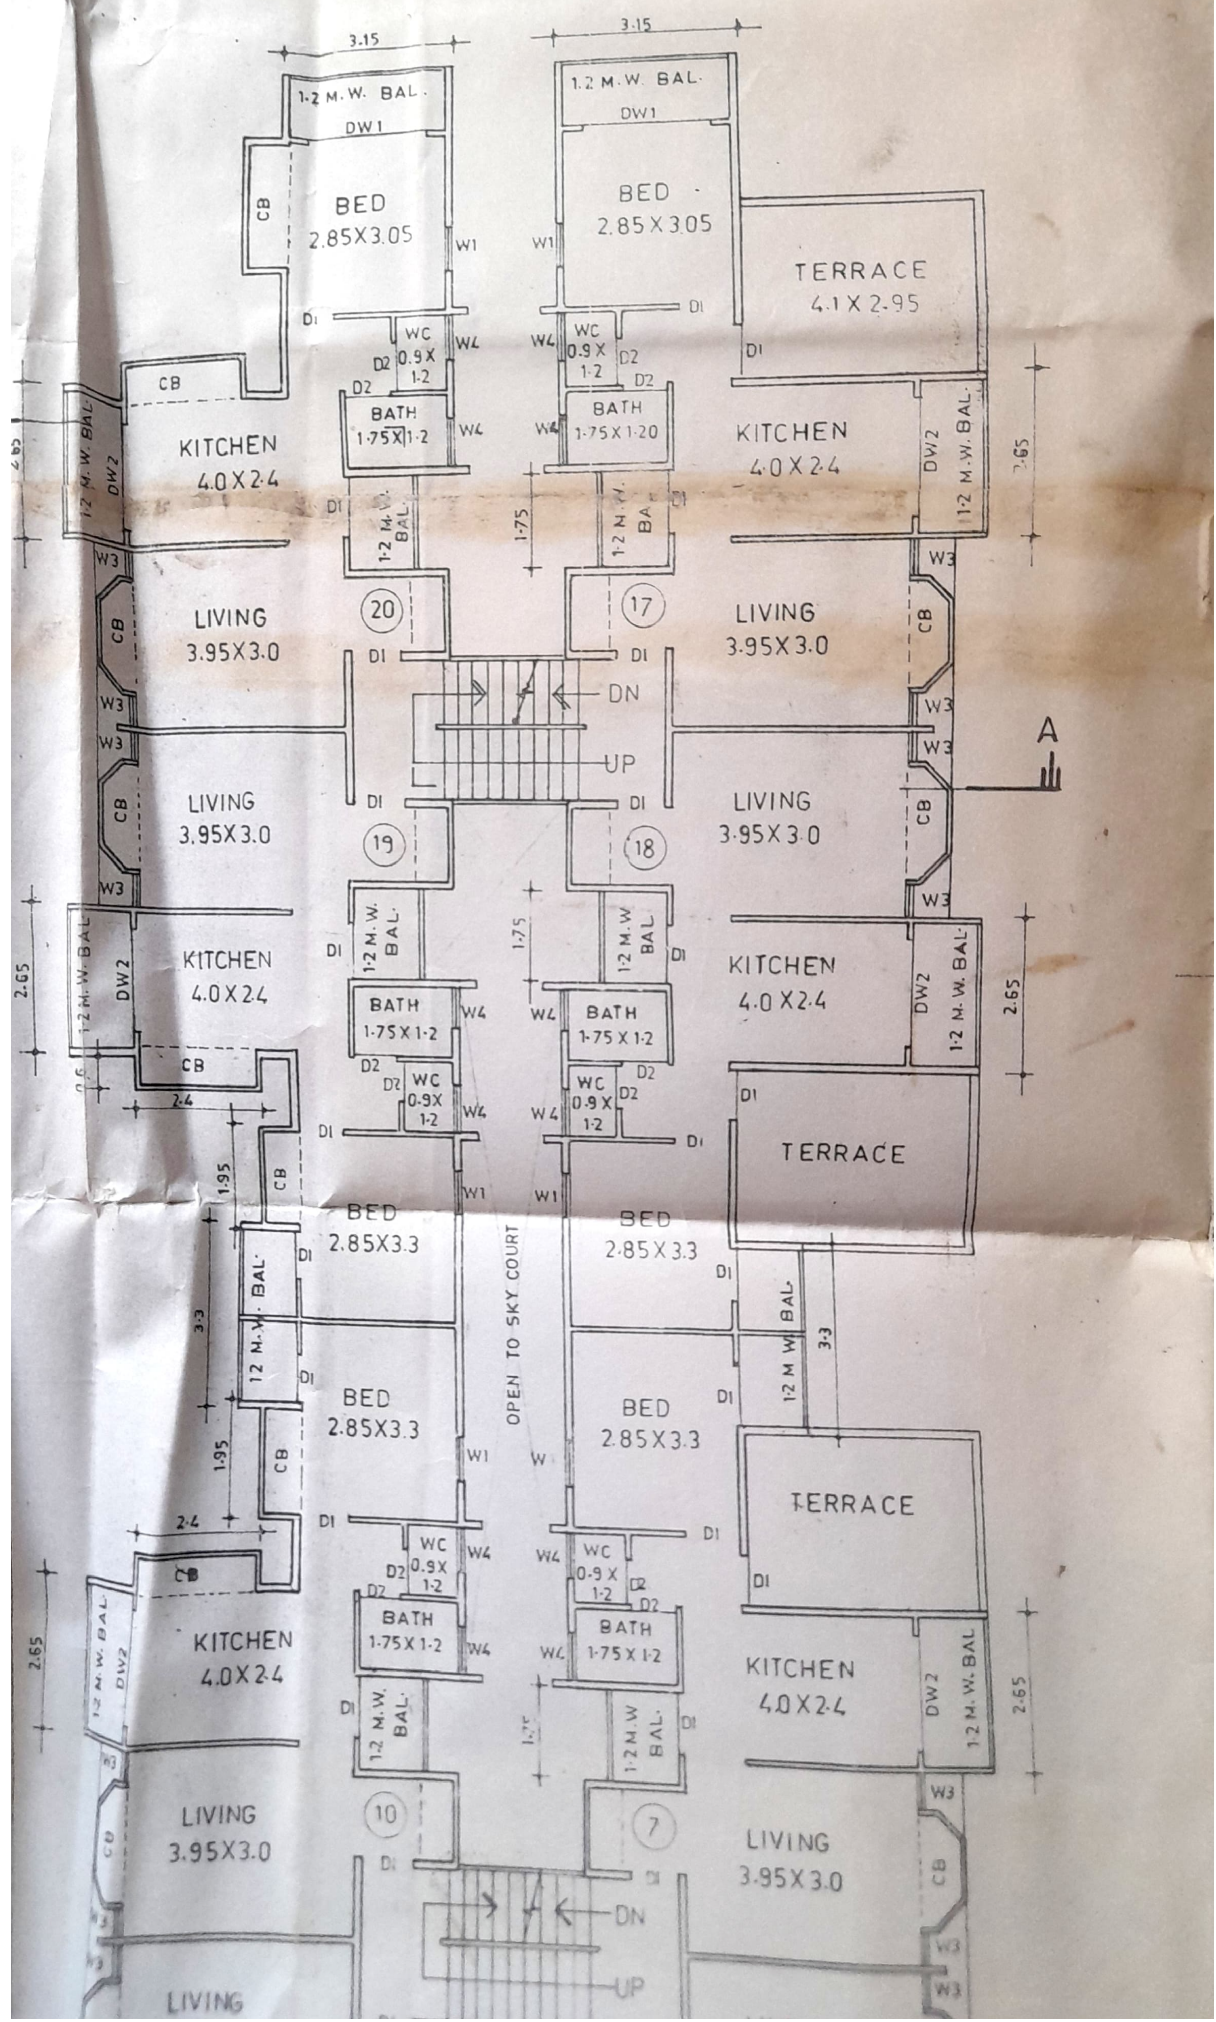 3.15
3.15
1.2 M.W. BAL.
1.2 M.W. BAL.
DW1
DW1
CB
BED
2.85X3.05
BED
2.85X3.05
W1
W1
TERRACE
4.1 X 2.95
D1
D1
D1
WC
0.9X
1.2
WC
0.9X
1.2
W4
W4
D2
D2
D2
D2
CB
BATH
1.75X1.2
BATH
1.75X1.20
W4
W4
2.65
1.2 M.W. BAL.
DW2
KITCHEN
4.0X2.4
KITCHEN
4.0X2.4
DW2
1.2 M.W. BAL.
2.65
D1
1.2 M.W.
BAL.
1.75
D1
W3
W3
CB
LIVING
3.95X3.0
20
17
LIVING
3.95X3.0
CB
D1
D1
W3
W3
DN
W3
W3
A
UP
CB
LIVING
3.95X3.0
D1
D1
LIVING
3.95X3.0
CB
19
18
W3
W3
2.65
1.2 M.W. BAL.
DW2
KITCHEN
4.0X2.4
D1
1.2 M.W.
BAL.
1.75
1.2 M.W
BAL.
D1
KITCHEN
4.0X2.4
DW2
1.2 M.W. BAL.
2.65
BATH
1.75X1.2
W4
W4
BATH
1.75X1.2
CB
D2
D2
D2
D2
WC
0.9X
1.2
WC
0.9X
1.2
W4
W4
D1
2.4
D1
D1
1.95
CB
TERRACE
W1
W1
BED
2.85X3.3
BED
2.85X3.3
D1
D1
3.3
1.2 M.W. BAL.
OPEN TO SKY COURT
1.2 M.W. BAL.
3.3
D1
D1
BED
2.85X3.3
BED
2.85X3.3
1.95
CB
W1
W
TERRACE
2.4
D1
D1
WC
0.9X
1.2
WC
0.9X
1.2
W4
W4
D2
D2
D2
D2
D1
CB
2.65
1.2 M.W. BAL.
DW2
KITCHEN
4.0X2.4
BATH
1.75X1.2
W4
W4
BATH
1.75X1.2
KITCHEN
4.0X2.4
DW2
1.2 M.W. BAL
2.65
D1
1.2 M.W.
BAL.
1.2 M.W
BAL.
D1
W3
CB
LIVING
3.95X3.0
10
7
LIVING
3.95X3.0
CB
D1
D1
DN
W3
W3
UP
LIVING